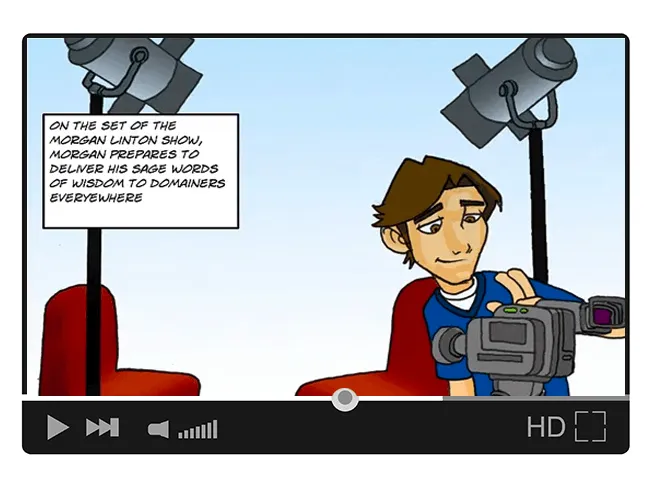 ON THE SET OF THE
MORGAN LINTON SHOW,
MORGAN PREPARES TO
DELIVER HIS SAGE WORDS
OF WISDOM TO DOMAINERS
EVERYEWHERE
HD